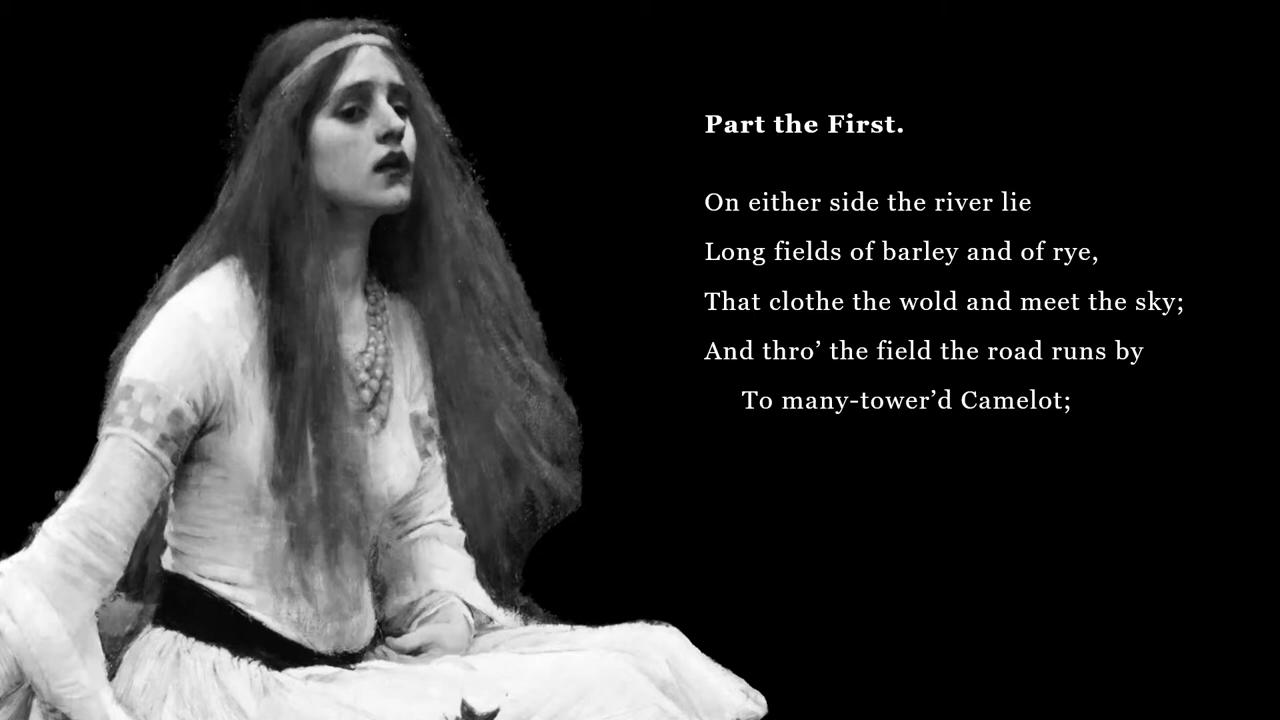 Part the First.
On either side the river lie
Long fields of barley and of rye,
That clothe the wold and meet the sky;
And thro’ the field the road runs by
To many-tower’d Camelot;